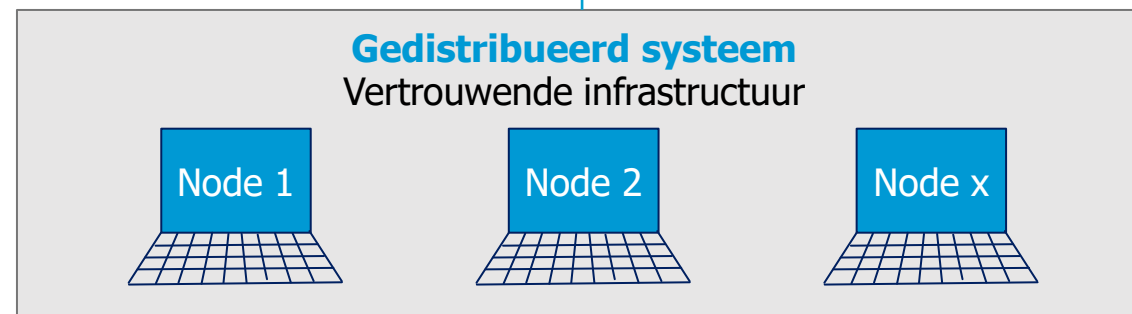 Gedistribueerd systeem
Vertrouwende infrastructuur
Node 1
Node 2
Node x